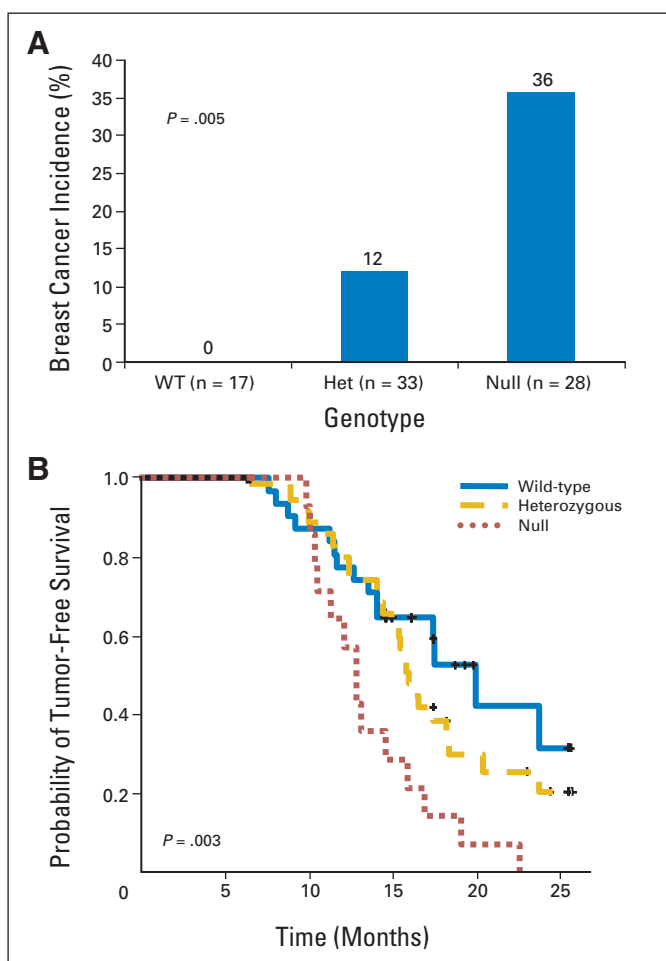 A
Breast Cancer Incidence (%)
40
35
30
25
20
15
10
5
0
P = .005
0
12
36
WT (n = 17)
Het (n = 33)
Null (n = 28)
Genotype
B
Probability of Tumor-Free Survival
1.0
0.8
0.6
0.4
0.2
0
Wild-type
Heterozygous
Null
P = .003
5
10
15
20
25
Time (Months)